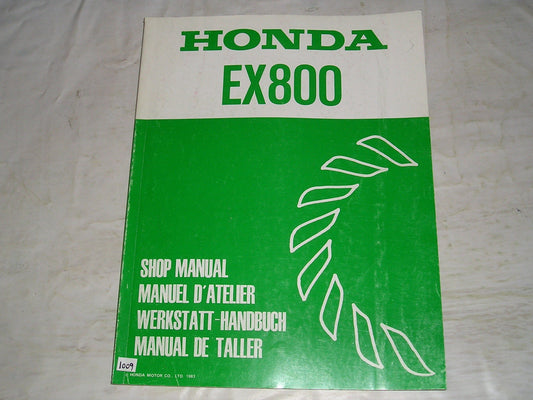 HONDA
EX800
SHOP MANUAL
MANUEL D'ATELIER
WERKSTATT-HANDBUCH
MANUAL DE TALLER
1009
© HONDA MOTOR CO., LTD. 1983